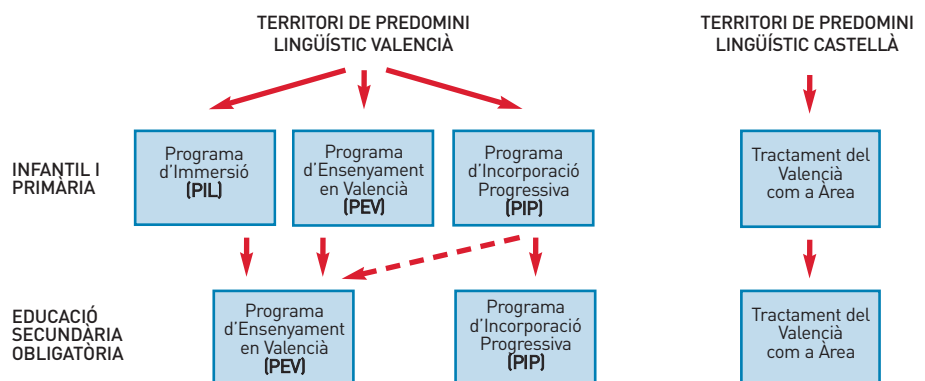 TERRITORI DE PREDOMINI
LINGÜÍSTIC VALENCIÀ
TERRITORI DE PREDOMINI
LINGÜÍSTIC CASTELLÀ
INFANTIL I
PRIMÀRIA
Programa
d'Immersió
(PIL)
Programa
d'Ensenyament
en Valencià
(PEV)
Programa
d'Incorporació
Progressiva
(PIP)
Tractament del
Valencià
com a Àrea
EDUCACIÓ
SECUNDÀRIA
OBLIGATÒRIA
Programa
d'Ensenyament
en Valencià
(PEV)
Programa
d'Incorporació
Progressiva
(PIP)
Tractament del
Valencià
com a Àrea